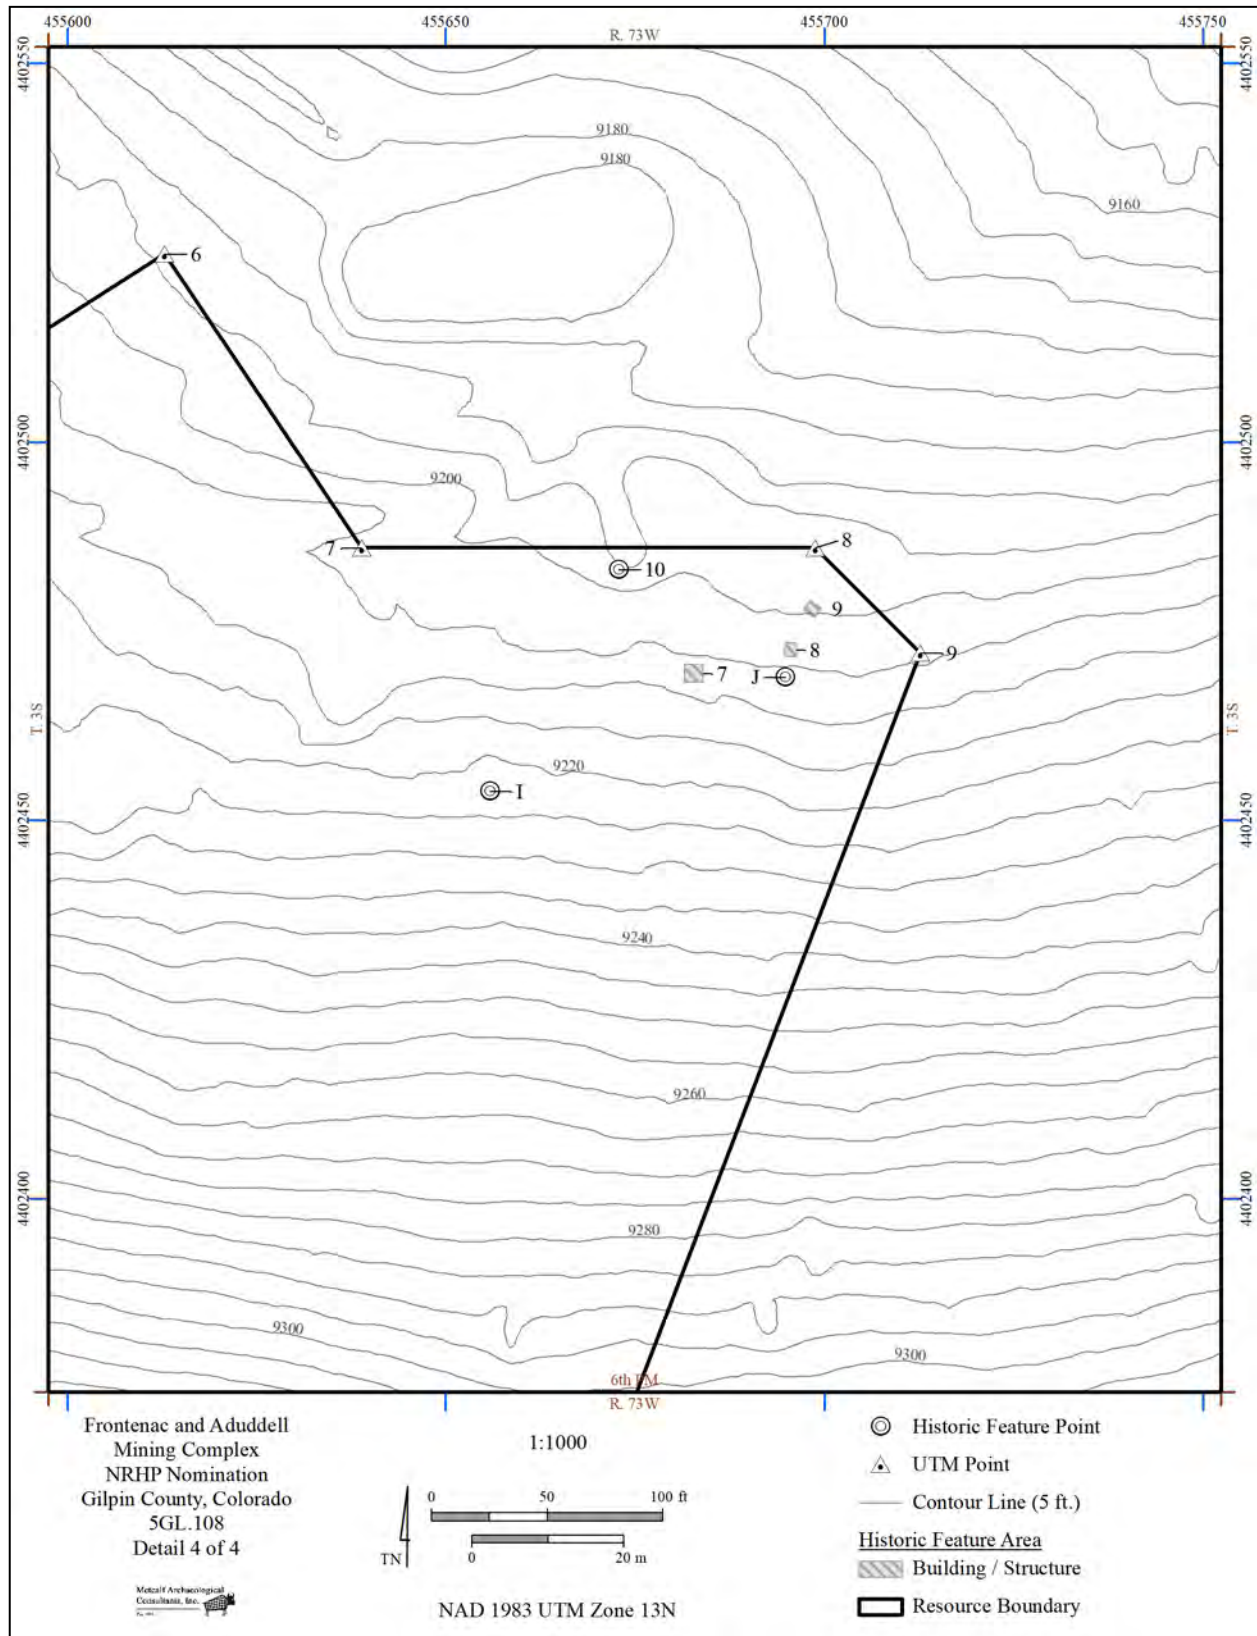 455600
455650
455700
455750
R. 73W
4402550
4402550
9180
9180
9160
6
4402500
4402500
9200
7
8
10
9
8
9
7
J
T. 3S
T. 3S
9220
I
4402450
4402450
9240
9260
4402400
4402400
9280
9300
9300
6th PM
R. 73W
Frontenac and Aduddell
Mining Complex
NRHP Nomination
Gilpin County, Colorado
5GL.108
Detail 4 of 4
Metcalf Archaeological
Consultants, Inc.
1:1000
TN
0 50 100 ft
0 20 m
NAD 1983 UTM Zone 13N
Historic Feature Point
UTM Point
Contour Line (5 ft.)
Historic Feature Area
Building / Structure
Resource Boundary